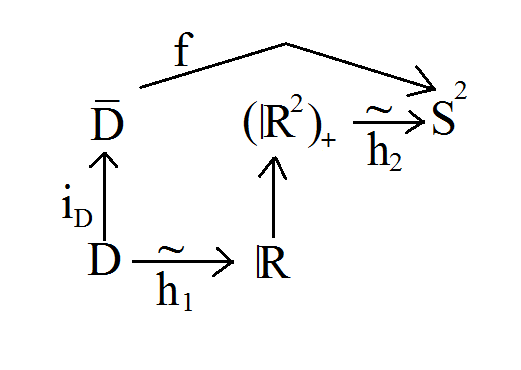 f
D̅ (ℝ²)₊ ~ S²
h₂
i_D
D ~ ℝ
h₁